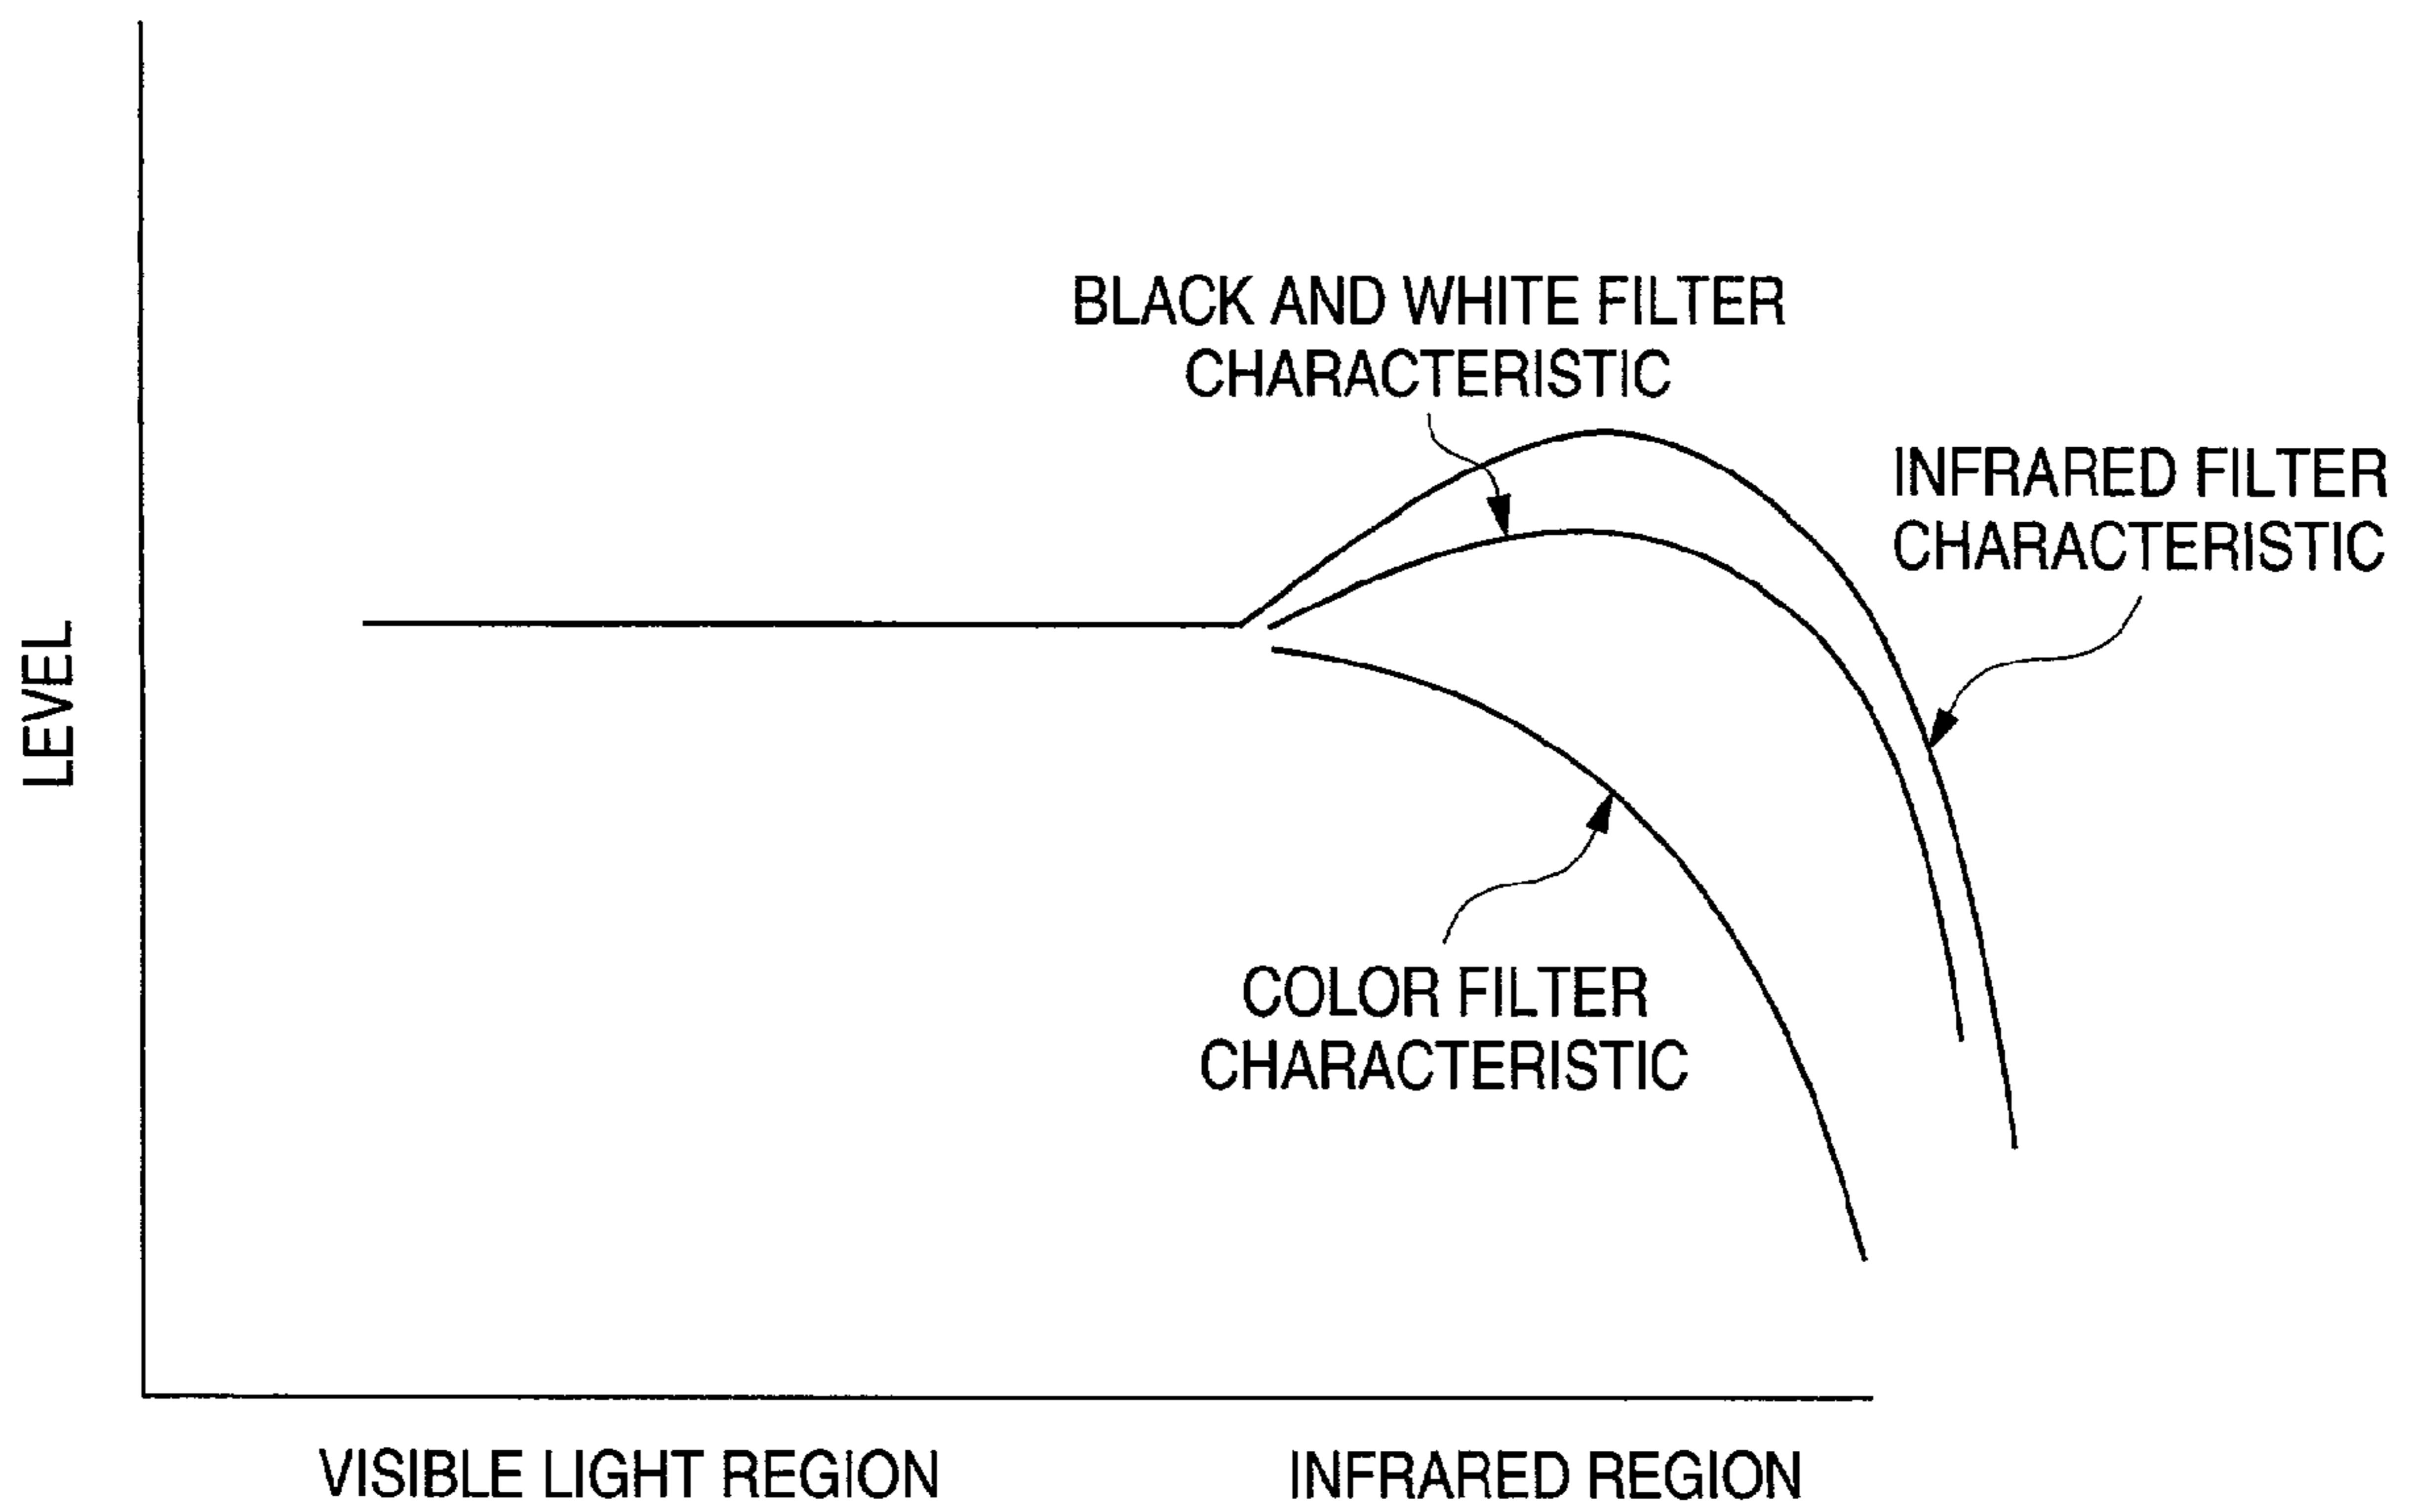 BLACK AND WHITE FILTER
CHARACTERISTIC
INFRARED FILTER
CHARACTERISTIC
LEVEL
COLOR FILTER
CHARACTERISTIC
VISIBLE LIGHT REGION
INFRARED REGION